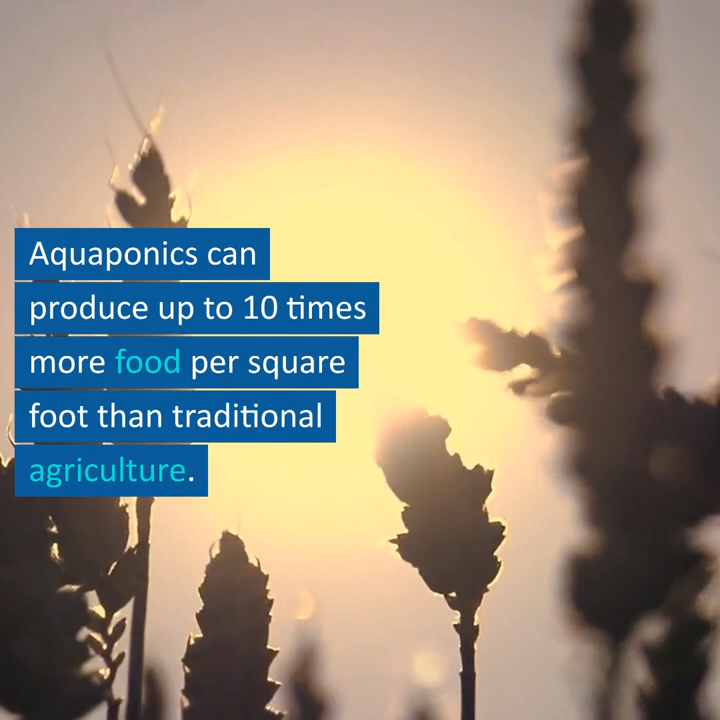 Aquaponics can
produce up to 10 times
more food per square
foot than traditional
agriculture.